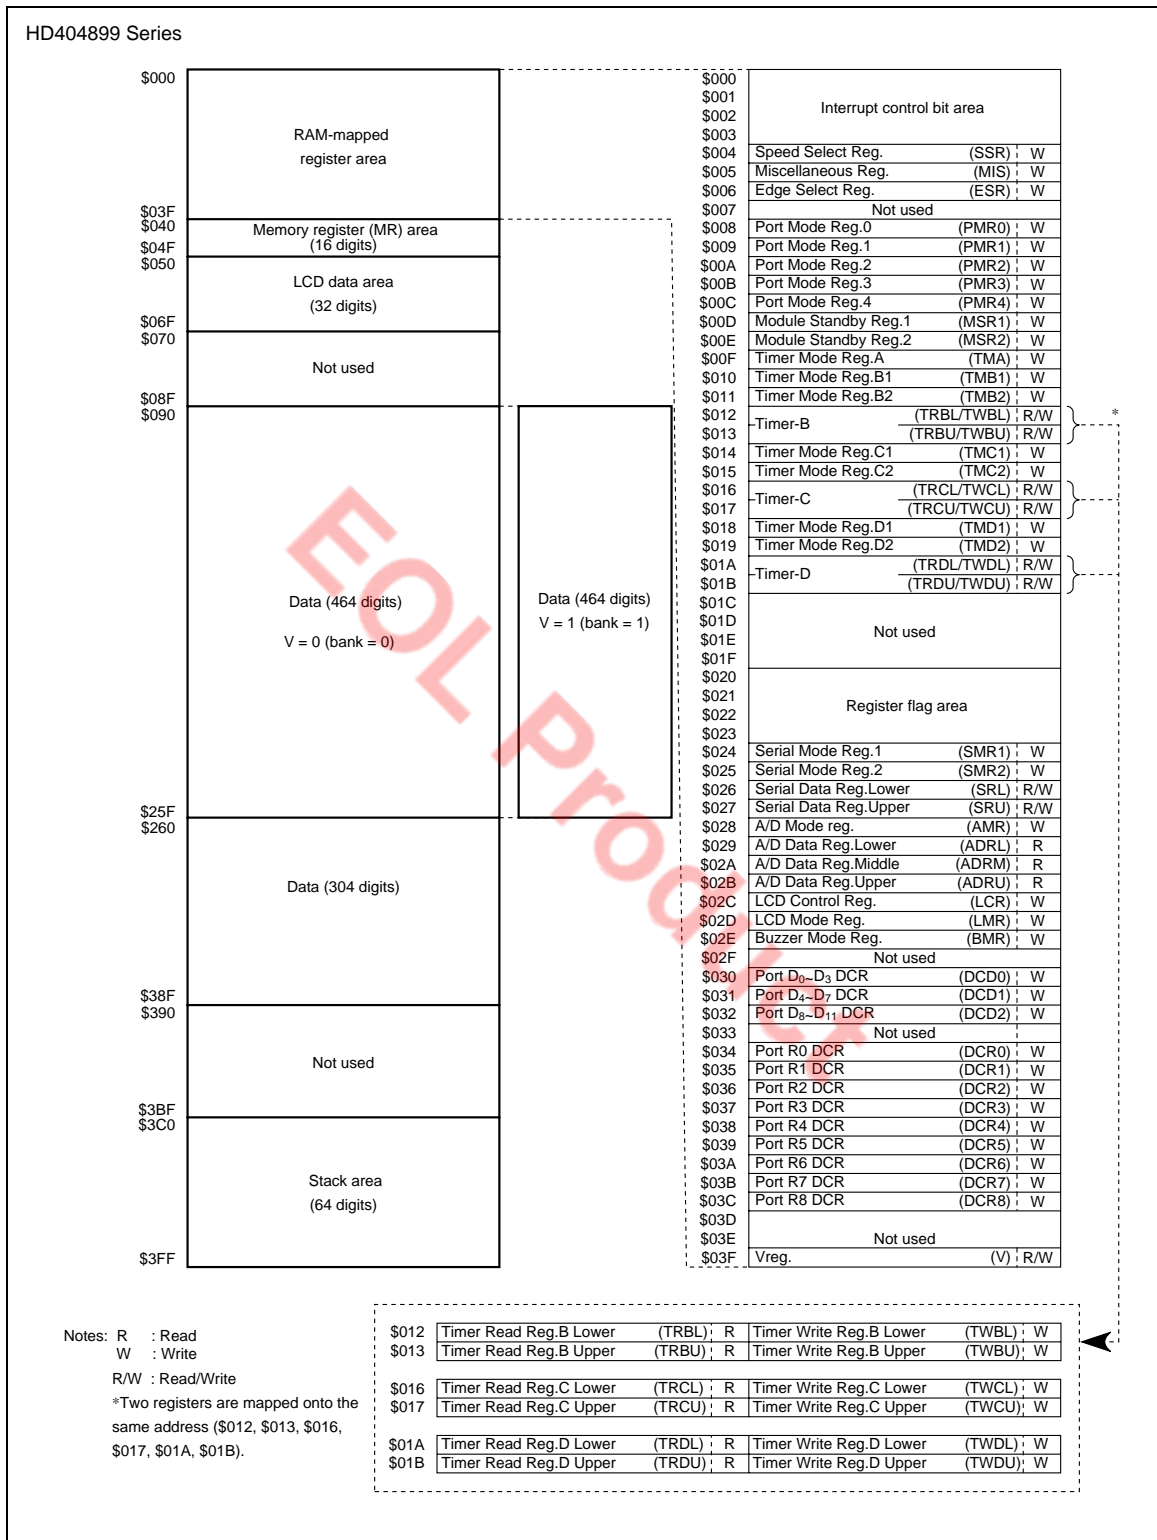 HD404899 Series
$000
RAM-mapped
register area
$03F
$040
Memory register (MR) area
(16 digits)
$04F
$050
LCD data area
(32 digits)
$06F
$070
Not used
$08F
$090
Data (464 digits)
V = 0 (bank = 0)
Data (464 digits)
V = 1 (bank = 1)
$25F
$260
Data (304 digits)
$38F
$390
Not used
$3BF
$3C0
Stack area
(64 digits)
$3FF
$000
$001
Interrupt control bit area
$002
$003
$004 Speed Select Reg. (SSR) W
$005 Miscellaneous Reg. (MIS) W
$006 Edge Select Reg. (ESR) W
$007 Not used
$008 Port Mode Reg.0 (PMR0) W
$009 Port Mode Reg.1 (PMR1) W
$00A Port Mode Reg.2 (PMR2) W
$00B Port Mode Reg.3 (PMR3) W
$00C Port Mode Reg.4 (PMR4) W
$00D Module Standby Reg.1 (MSR1) W
$00E Module Standby Reg.2 (MSR2) W
$00F Timer Mode Reg.A (TMA) W
$010 Timer Mode Reg.B1 (TMB1) W
$011 Timer Mode Reg.B2 (TMB2) W
$012 (TRBL/TWBL) R/W *
Timer-B
$013 (TRBU/TWBU) R/W
$014 Timer Mode Reg.C1 (TMC1) W
$015 Timer Mode Reg.C2 (TMC2) W
$016 (TRCL/TWCL) R/W
Timer-C
$017 (TRCU/TWCU) R/W
$018 Timer Mode Reg.D1 (TMD1) W
$019 Timer Mode Reg.D2 (TMD2) W
$01A (TRDL/TWDL) R/W
Timer-D
$01B (TRDU/TWDU) R/W
$01C
$01D
Not used
$01E
$01F
$020
$021
Register flag area
$022
$023
$024 Serial Mode Reg.1 (SMR1) W
$025 Serial Mode Reg.2 (SMR2) W
$026 Serial Data Reg.Lower (SRL) R/W
$027 Serial Data Reg.Upper (SRU) R/W
$028 A/D Mode reg. (AMR) W
$029 A/D Data Reg.Lower (ADRL) R
$02A A/D Data Reg.Middle (ADRM) R
$02B A/D Data Reg.Upper (ADRU) R
$02C LCD Control Reg. (LCR) W
$02D LCD Mode Reg. (LMR) W
$02E Buzzer Mode Reg. (BMR) W
$02F Not used
$030 Port D0~D3 DCR (DCD0) W
$031 Port D4~D7 DCR (DCD1) W
$032 Port D8~D11 DCR (DCD2) W
$033 Not used
$034 Port R0 DCR (DCR0) W
$035 Port R1 DCR (DCR1) W
$036 Port R2 DCR (DCR2) W
$037 Port R3 DCR (DCR3) W
$038 Port R4 DCR (DCR4) W
$039 Port R5 DCR (DCR5) W
$03A Port R6 DCR (DCR6) W
$03B Port R7 DCR (DCR7) W
$03C Port R8 DCR (DCR8) W
$03D
$03E Not used
$03F Vreg. (V) R/W
EOL Product
Notes: R : Read
W : Write
R/W : Read/Write
*Two registers are mapped onto the
same address ($012, $013, $016,
$017, $01A, $01B).
$012 Timer Read Reg.B Lower (TRBL) R Timer Write Reg.B Lower (TWBL) W
$013 Timer Read Reg.B Upper (TRBU) R Timer Write Reg.B Upper (TWBU) W
$016 Timer Read Reg.C Lower (TRCL) R Timer Write Reg.C Lower (TWCL) W
$017 Timer Read Reg.C Upper (TRCU) R Timer Write Reg.C Upper (TWCU) W
$01A Timer Read Reg.D Lower (TRDL) R Timer Write Reg.D Lower (TWDL) W
$01B Timer Read Reg.D Upper (TRDU) R Timer Write Reg.D Upper (TWDU) W